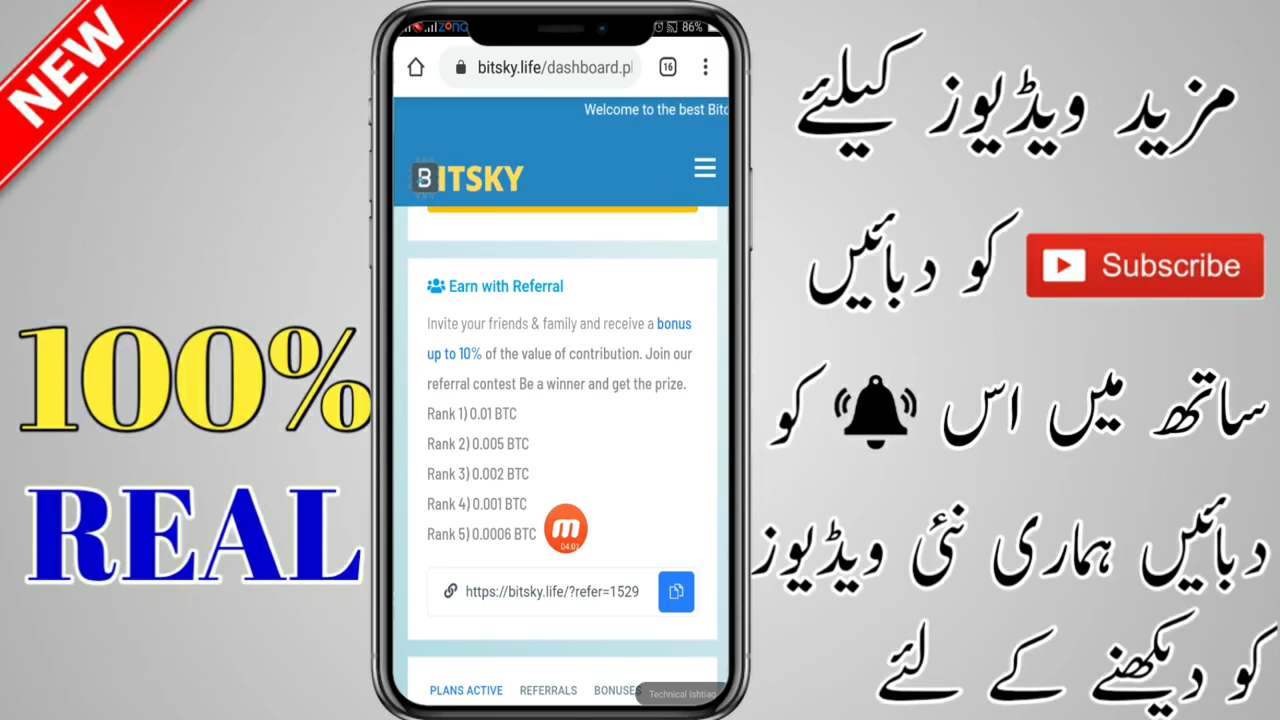 NEW
100%
REAL
ZONG
86%
bitsky.life/dashboard.pl
16
Welcome to the best Bitc
BITSKY
Earn with Referral
Invite your friends & family and receive a bonus
up to 10% of the value of contribution. Join our
referral contest Be a winner and get the prize.
Rank 1) 0.01 BTC
Rank 2) 0.005 BTC
Rank 3) 0.002 BTC
Rank 4) 0.001 BTC
Rank 5) 0.0006 BTC
m
04:02
https://bitsky.life/?refer=1529
PLANS ACTIVE REFERRALS BONUSES
Technical Ishtiaq
مزید ویڈیوز کیلئے
Subscribe کو دبائیں
ساتھ میں اس کو
دبائیں ہماری نئی ویڈیوز
کو دیکھنے کے لئے